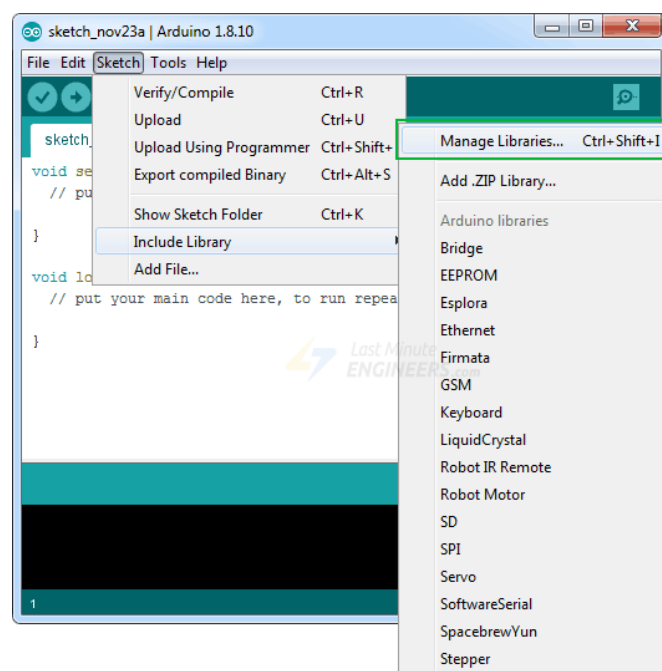 sketch_nov23a | Arduino 1.8.10
File Edit Sketch Tools Help
Verify/Compile Ctrl+R
Upload Ctrl+U
Upload Using Programmer Ctrl+Shift+
Export compiled Binary Ctrl+Alt+S
Show Sketch Folder Ctrl+K
Include Library
Add File...
sketch_
void se
// pu
}
void lo
// put your main code here, to run repea
}
Manage Libraries... Ctrl+Shift+I
Add .ZIP Library...
Arduino libraries
Bridge
EEPROM
Esplora
Ethernet
Firmata
GSM
Keyboard
LiquidCrystal
Robot IR Remote
Robot Motor
SD
SPI
Servo
SoftwareSerial
SpacebrewYun
Stepper
Last Minute
ENGINEERS.com
1